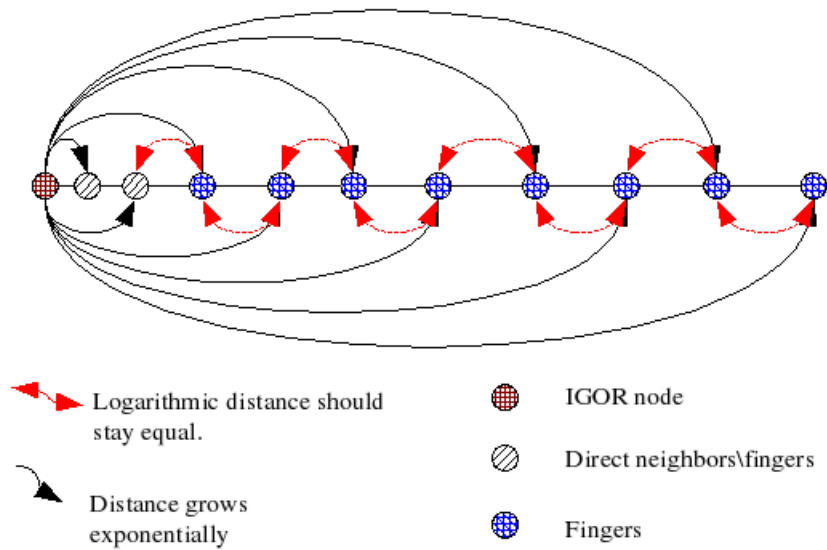 Logarithmic distance should
stay equal.
Distance grows
exponentially
IGOR node
Direct neighbors\fingers
Fingers